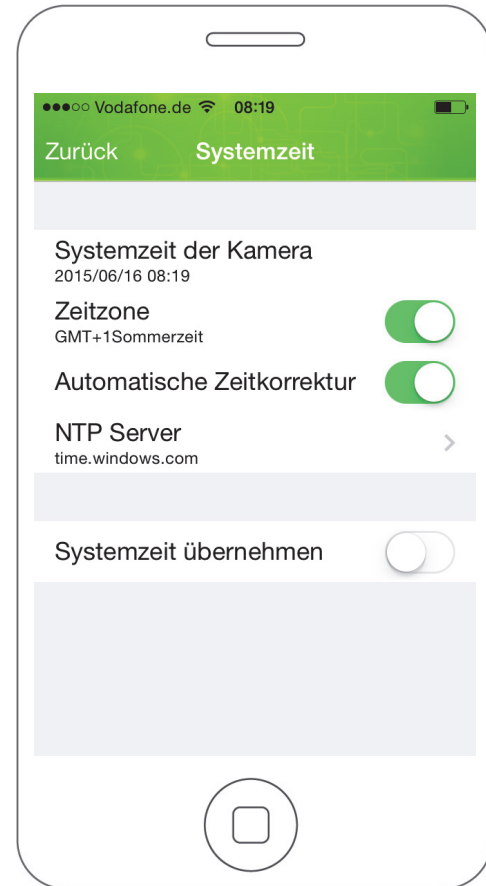 ●●●○○ Vodafone.de 08:19
Zurück Systemzeit
Systemzeit der Kamera
2015/06/16 08:19
Zeitzone
GMT+1Sommerzeit
Automatische Zeitkorrektur
NTP Server
time.windows.com
Systemzeit übernehmen